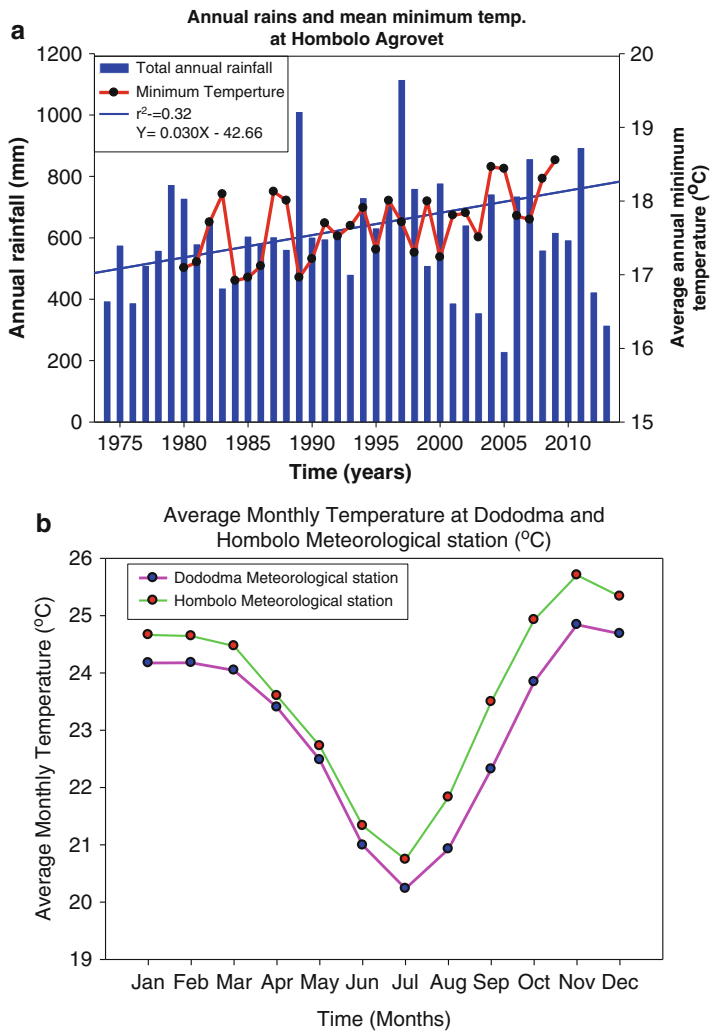 a
Annual rains and mean minimum temp.
at Hombolo Agrovet
1200
1000
800
600
400
200
0
Annual rainfall (mm)
Total annual rainfall
Minimum Temperture
r²-=0.32
Y= 0.030X - 42.66
20
19
18
17
16
15
Average annual minimum
temperature (°C)
1975 1980 1985 1990 1995 2000 2005 2010
Time (years)
b
Average Monthly Temperature at Dododma and
Hombolo Meteorological station (°C)
26
25
24
23
22
21
20
19
Average Monthly Temperature (°C)
Dododma Meteorological station
Hombolo Meteorological station
Jan Feb Mar Apr May Jun Jul Aug Sep Oct Nov Dec
Time (Months)